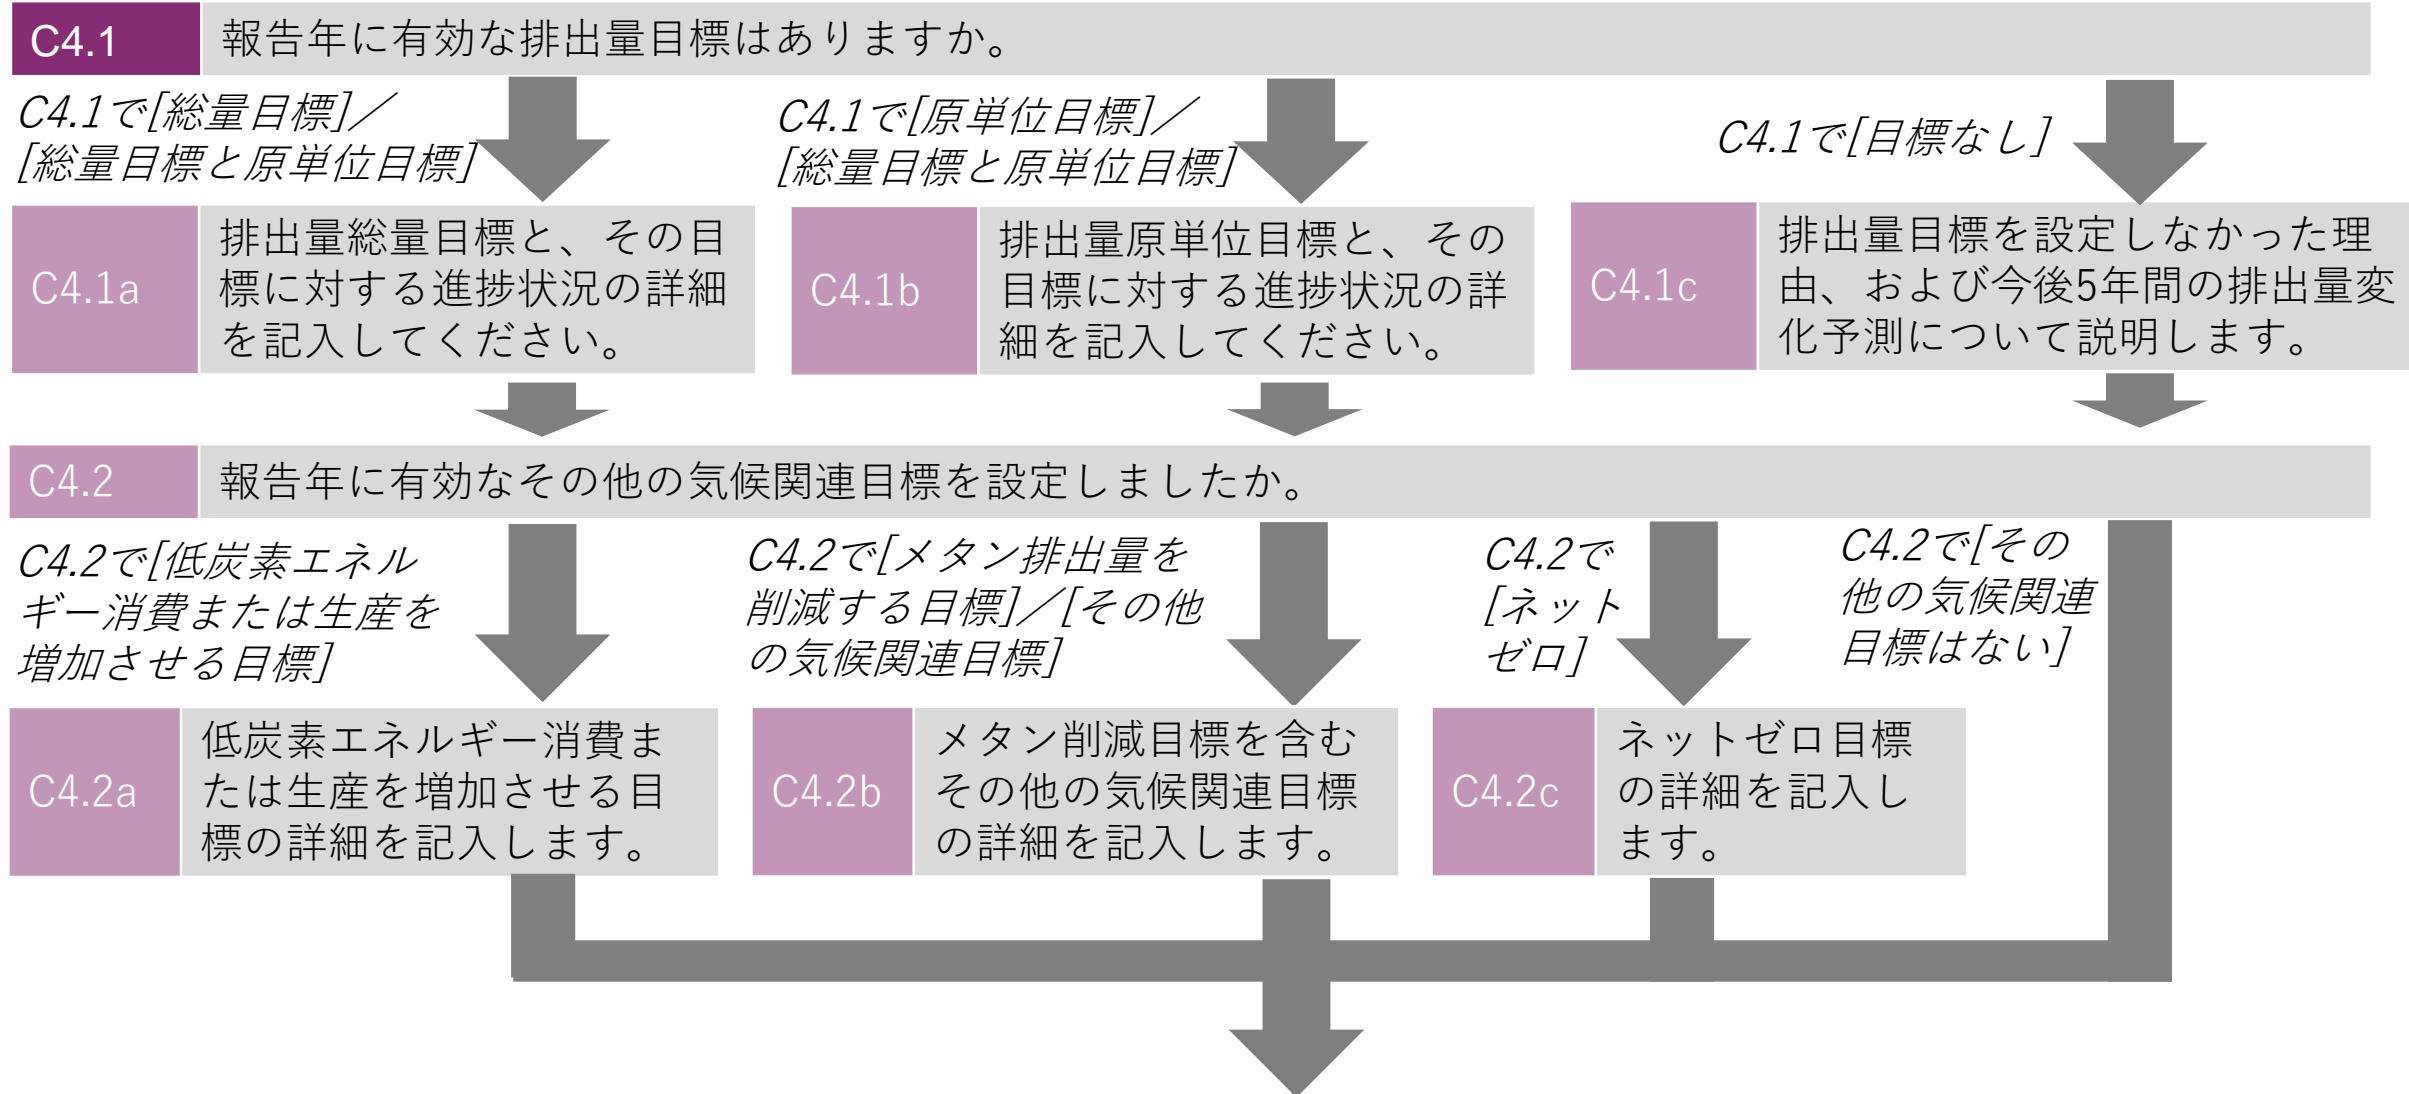 C4.1 報告年に有効な排出量目標はありますか。
C4.1で[総量目標]／
[総量目標と原単位目標]
C4.1で[原単位目標]／
[総量目標と原単位目標]
C4.1で[目標なし]
C4.1a
排出量総量目標と、その目
標に対する進捗状況の詳細
を記入してください。
C4.1b
排出量原単位目標と、その
目標に対する進捗状況の詳
細を記入してください。
C4.1c
排出量目標を設定しなかった理
由、および今後5年間の排出量変
化予測について説明します。
C4.2 報告年に有効なその他の気候関連目標を設定しましたか。
C4.2で[低炭素エネル
ギー消費または生産を
増加させる目標]
C4.2で[メタン排出量を
削減する目標]／[その他
の気候関連目標]
C4.2で
[ネット
ゼロ]
C4.2で[その
他の気候関連
目標はない]
C4.2a
低炭素エネルギー消費ま
たは生産を増加させる目
標の詳細を記入します。
C4.2b
メタン削減目標を含む
その他の気候関連目標
の詳細を記入します。
C4.2c
ネットゼロ目標
の詳細を記入し
ます。